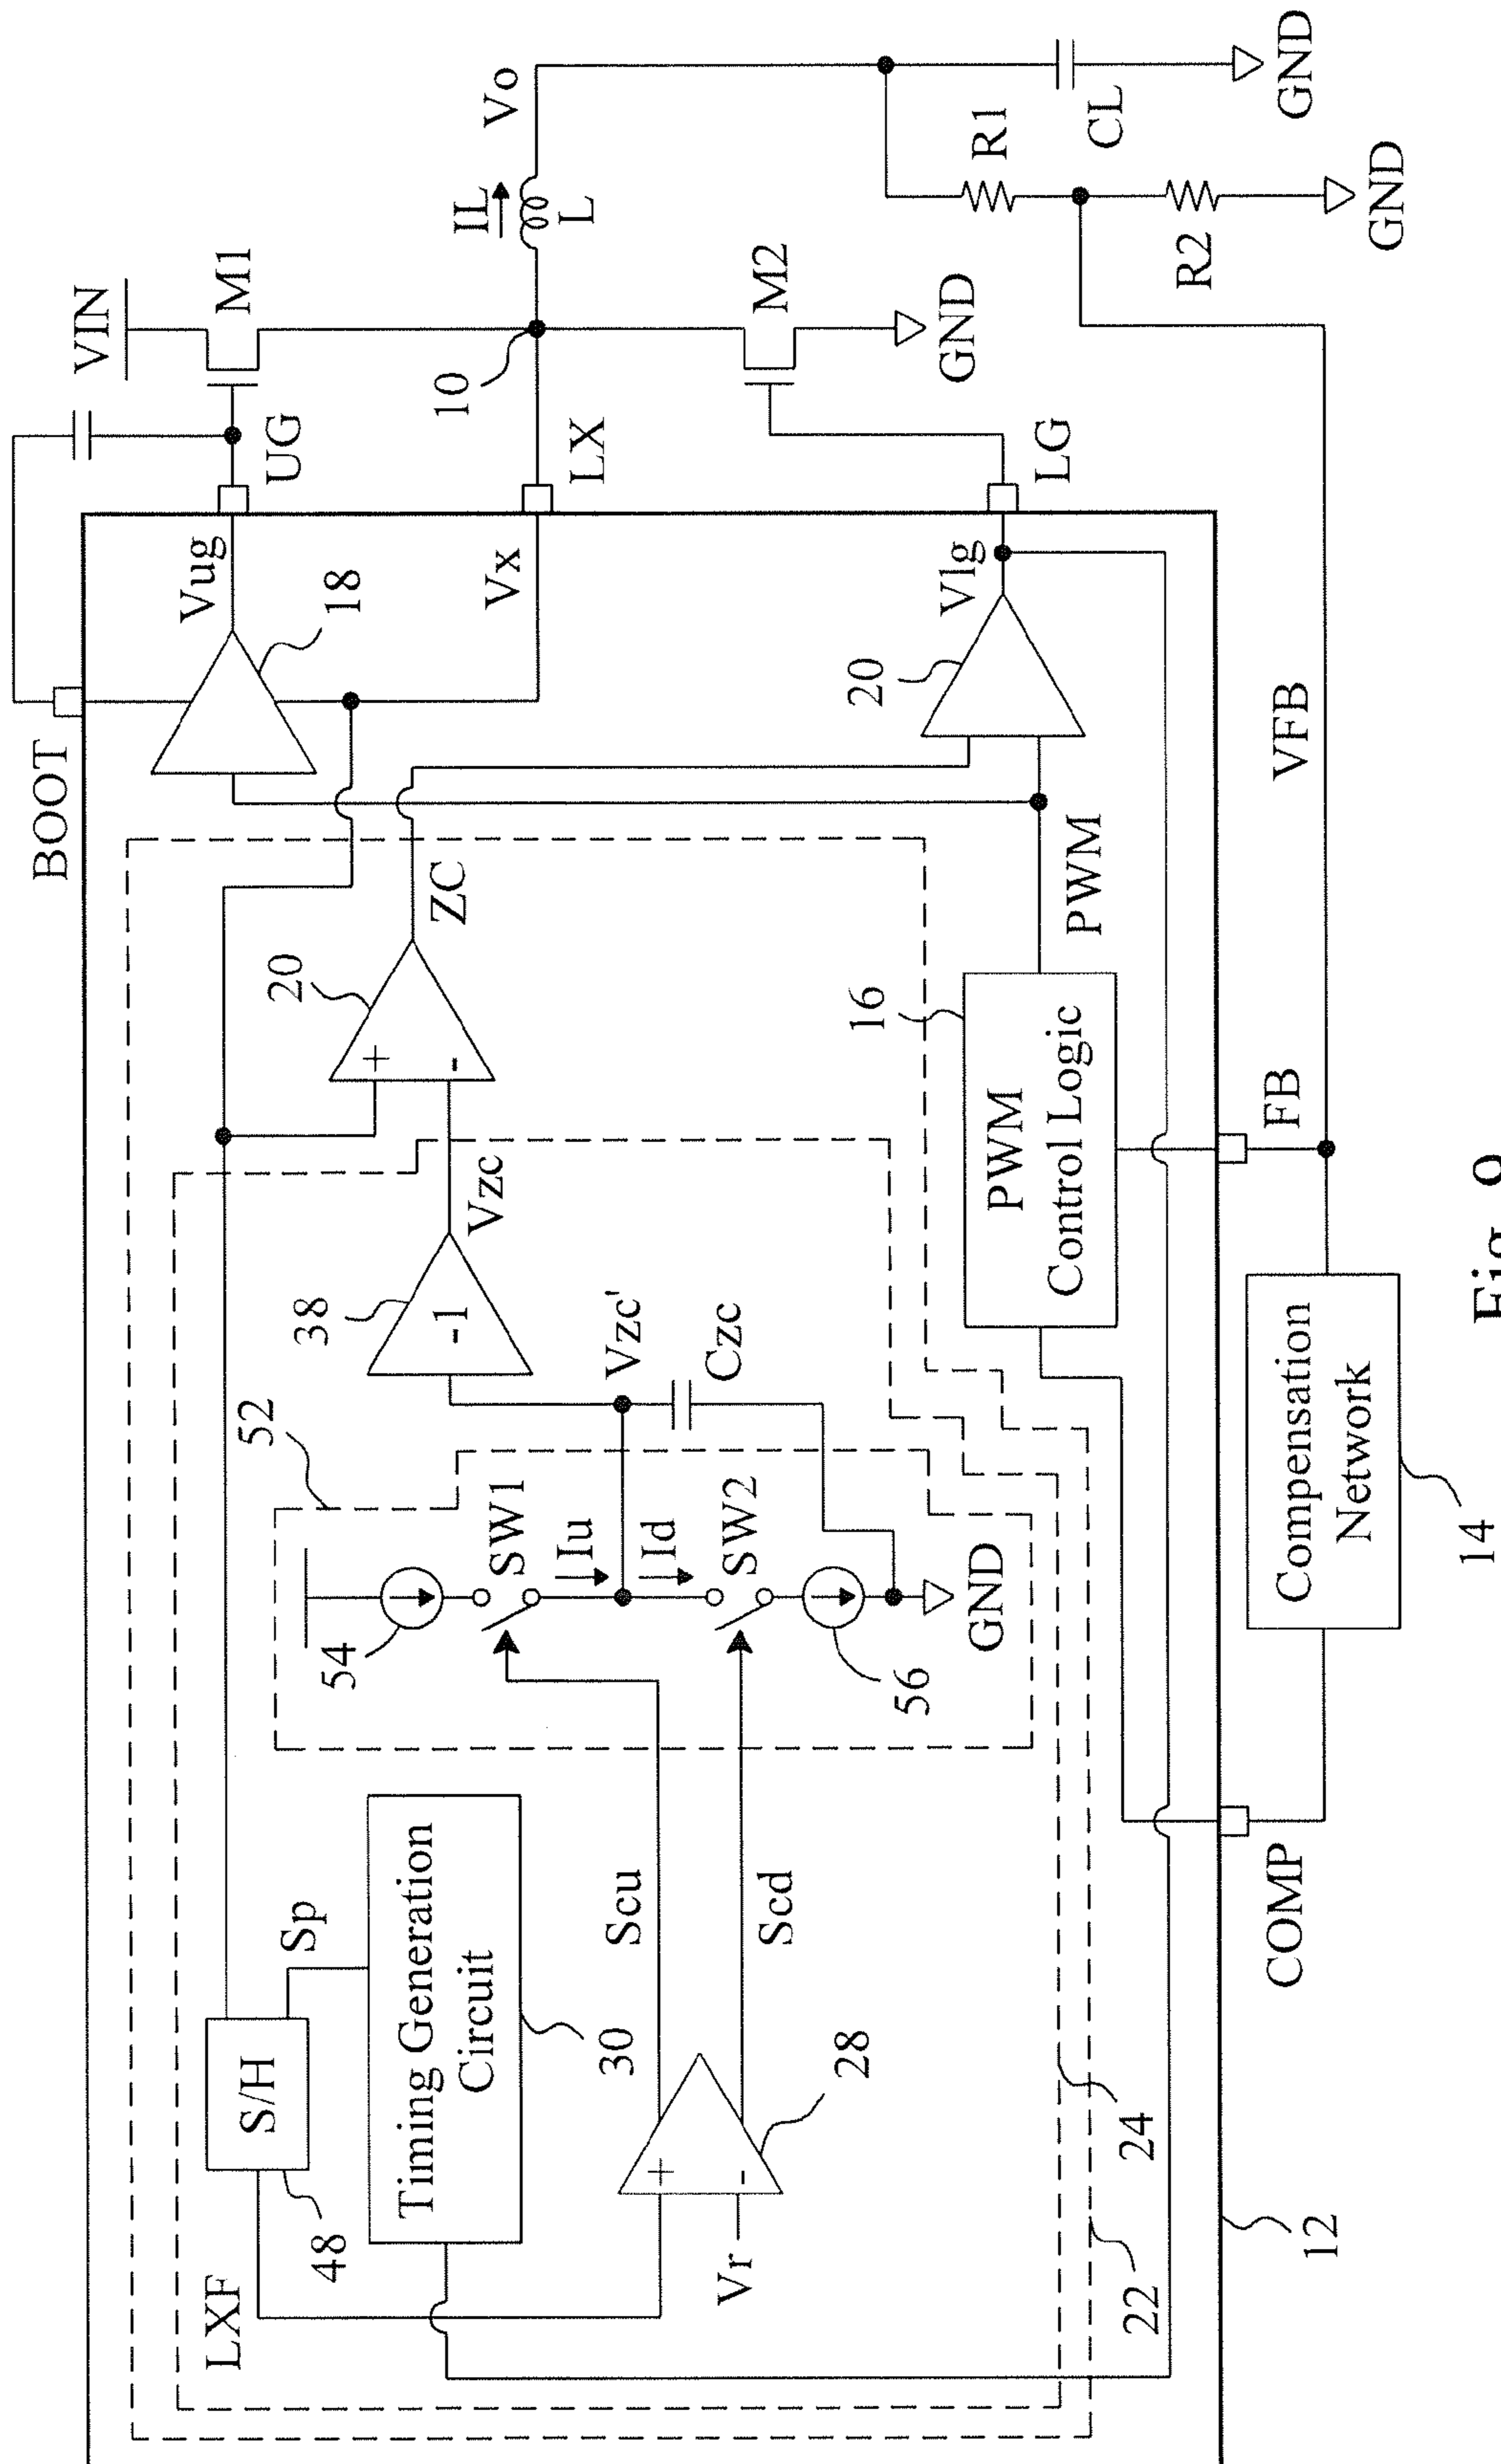 BOOT
VIN
M1
UG
Vug
18
10
IL
L
Vo
LX
Vx
M2
GND
R1
CL
GND
R2
GND
LG
Vlg
20
VFB
ZC
20
+
-
PWM
16
PWM
Control Logic
FB
Vzc
38
-1
Vzc'
Czc
52
54
SW1
Iu
Id
SW2
56
GND
Compensation
Network
14
COMP
S/H
48
Sp
LXF
Timing Generation
Circuit
30
Scu
Scd
+
-
28
Vr
24
22
12
Fig. 9